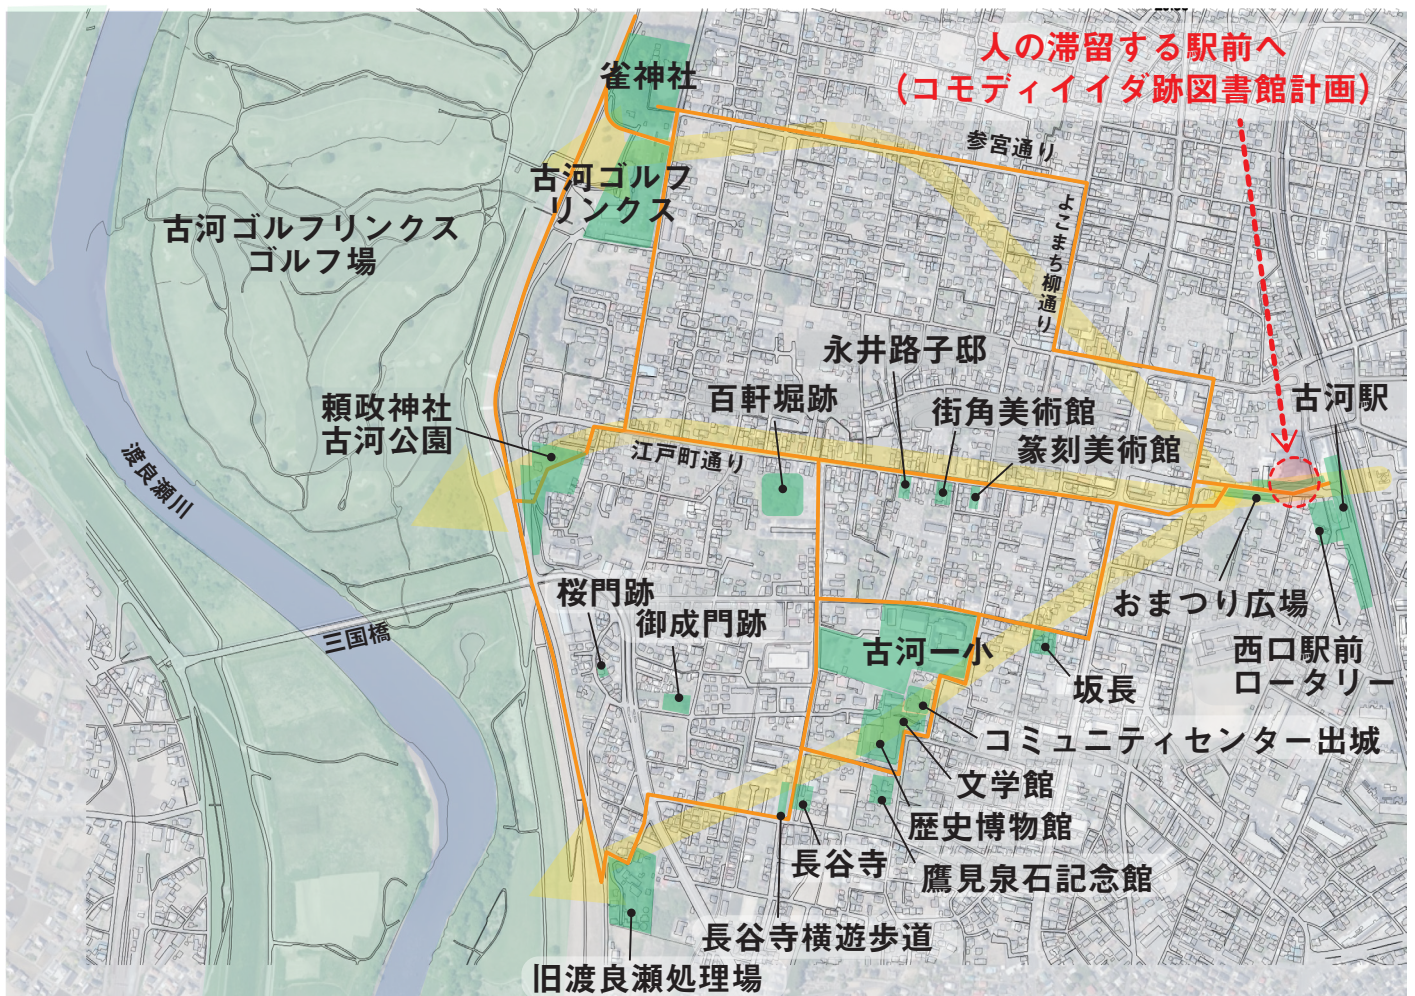 人の滞留する駅前へ
(コモディイイダ跡図書館計画)
雀神社
参宮通り
古河ゴルフ
リンクス
よこまち柳通り
古河ゴルフリンクス
ゴルフ場
永井路子邸
百軒堀跡
街角美術館
古河駅
頼政神社
古河公園
江戸町通り
篆刻美術館
渡良瀬川
桜門跡
おまつり広場
御成門跡
三国橋
古河一小
西口駅前
ロータリー
坂長
コミュニティセンター出城
文学館
歴史博物館
長谷寺
鷹見泉石記念館
長谷寺横遊歩道
旧渡良瀬処理場